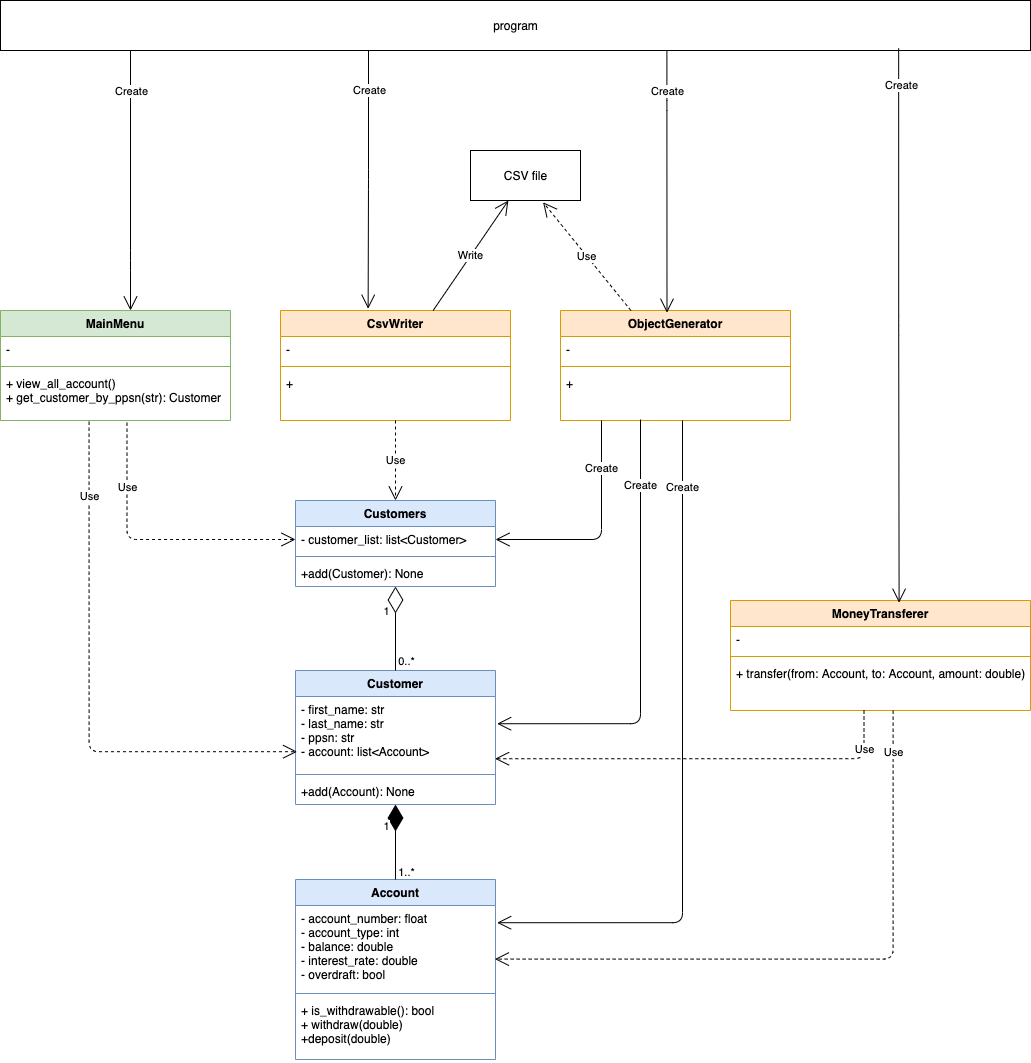 program
Create
Create
Create
Create
CSV file
Write
Use
MainMenu
-
+ view_all_account()
+ get_customer_by_ppsn(str): Customer
CsvWriter
-
+
ObjectGenerator
-
+
Use
Use
Use
Create
Create
Create
Customers
- customer_list: list<Customer>
+add(Customer): None
1
0..*
MoneyTransferer
-
+ transfer(from: Account, to: Account, amount: double)
Customer
- first_name: str
- last_name: str
- ppsn: str
- account: list<Account>
+add(Account): None
Use
Use
1
1..*
Account
- account_number: float
- account_type: int
- balance: double
- interest_rate: double
- overdraft: bool
+ is_withdrawable(): bool
+ withdraw(double)
+deposit(double)